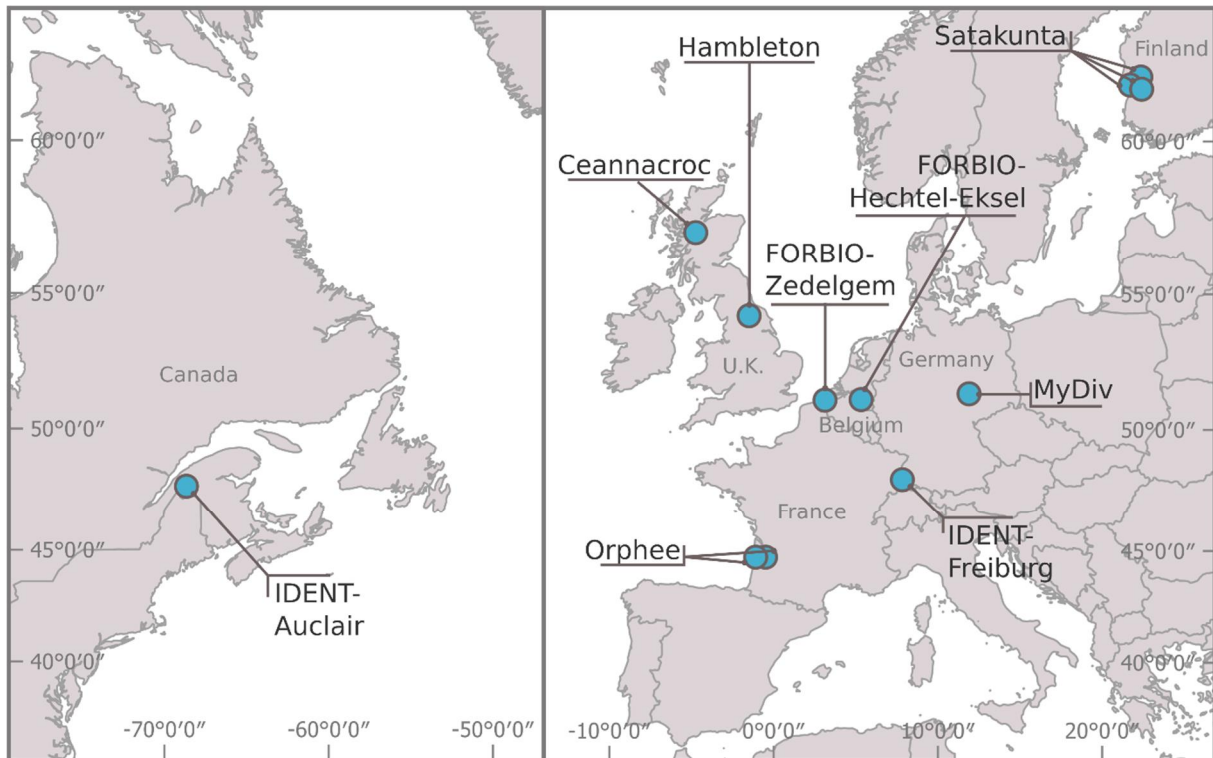 60°0′0″
55°0′0″
Canada
50°0′0″
45°0′0″
IDENT-
Auclair
40°0′0″
-70°0′0″
-60°0′0″
-50°0′0″
Hambleton
Satakunta
Finland
60°0′0″
Ceannacroc
FORBIO-
Hechtel-Eksel
FORBIO-
Zedelgem
55°0′0″
U.K.
Germany
MyDiv
Belgium
50°0′0″
France
Orphee
IDENT-
Freiburg
45°0′0″
40°0′0″
-10°0′0″
0°0′0″
10°0′0″
20°0′0″